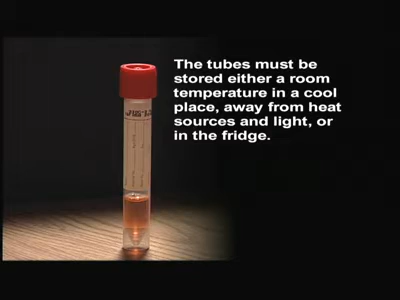 The tubes must be
stored either a room
temperature in a cool
place, away from heat
sources and light, or
in the fridge.